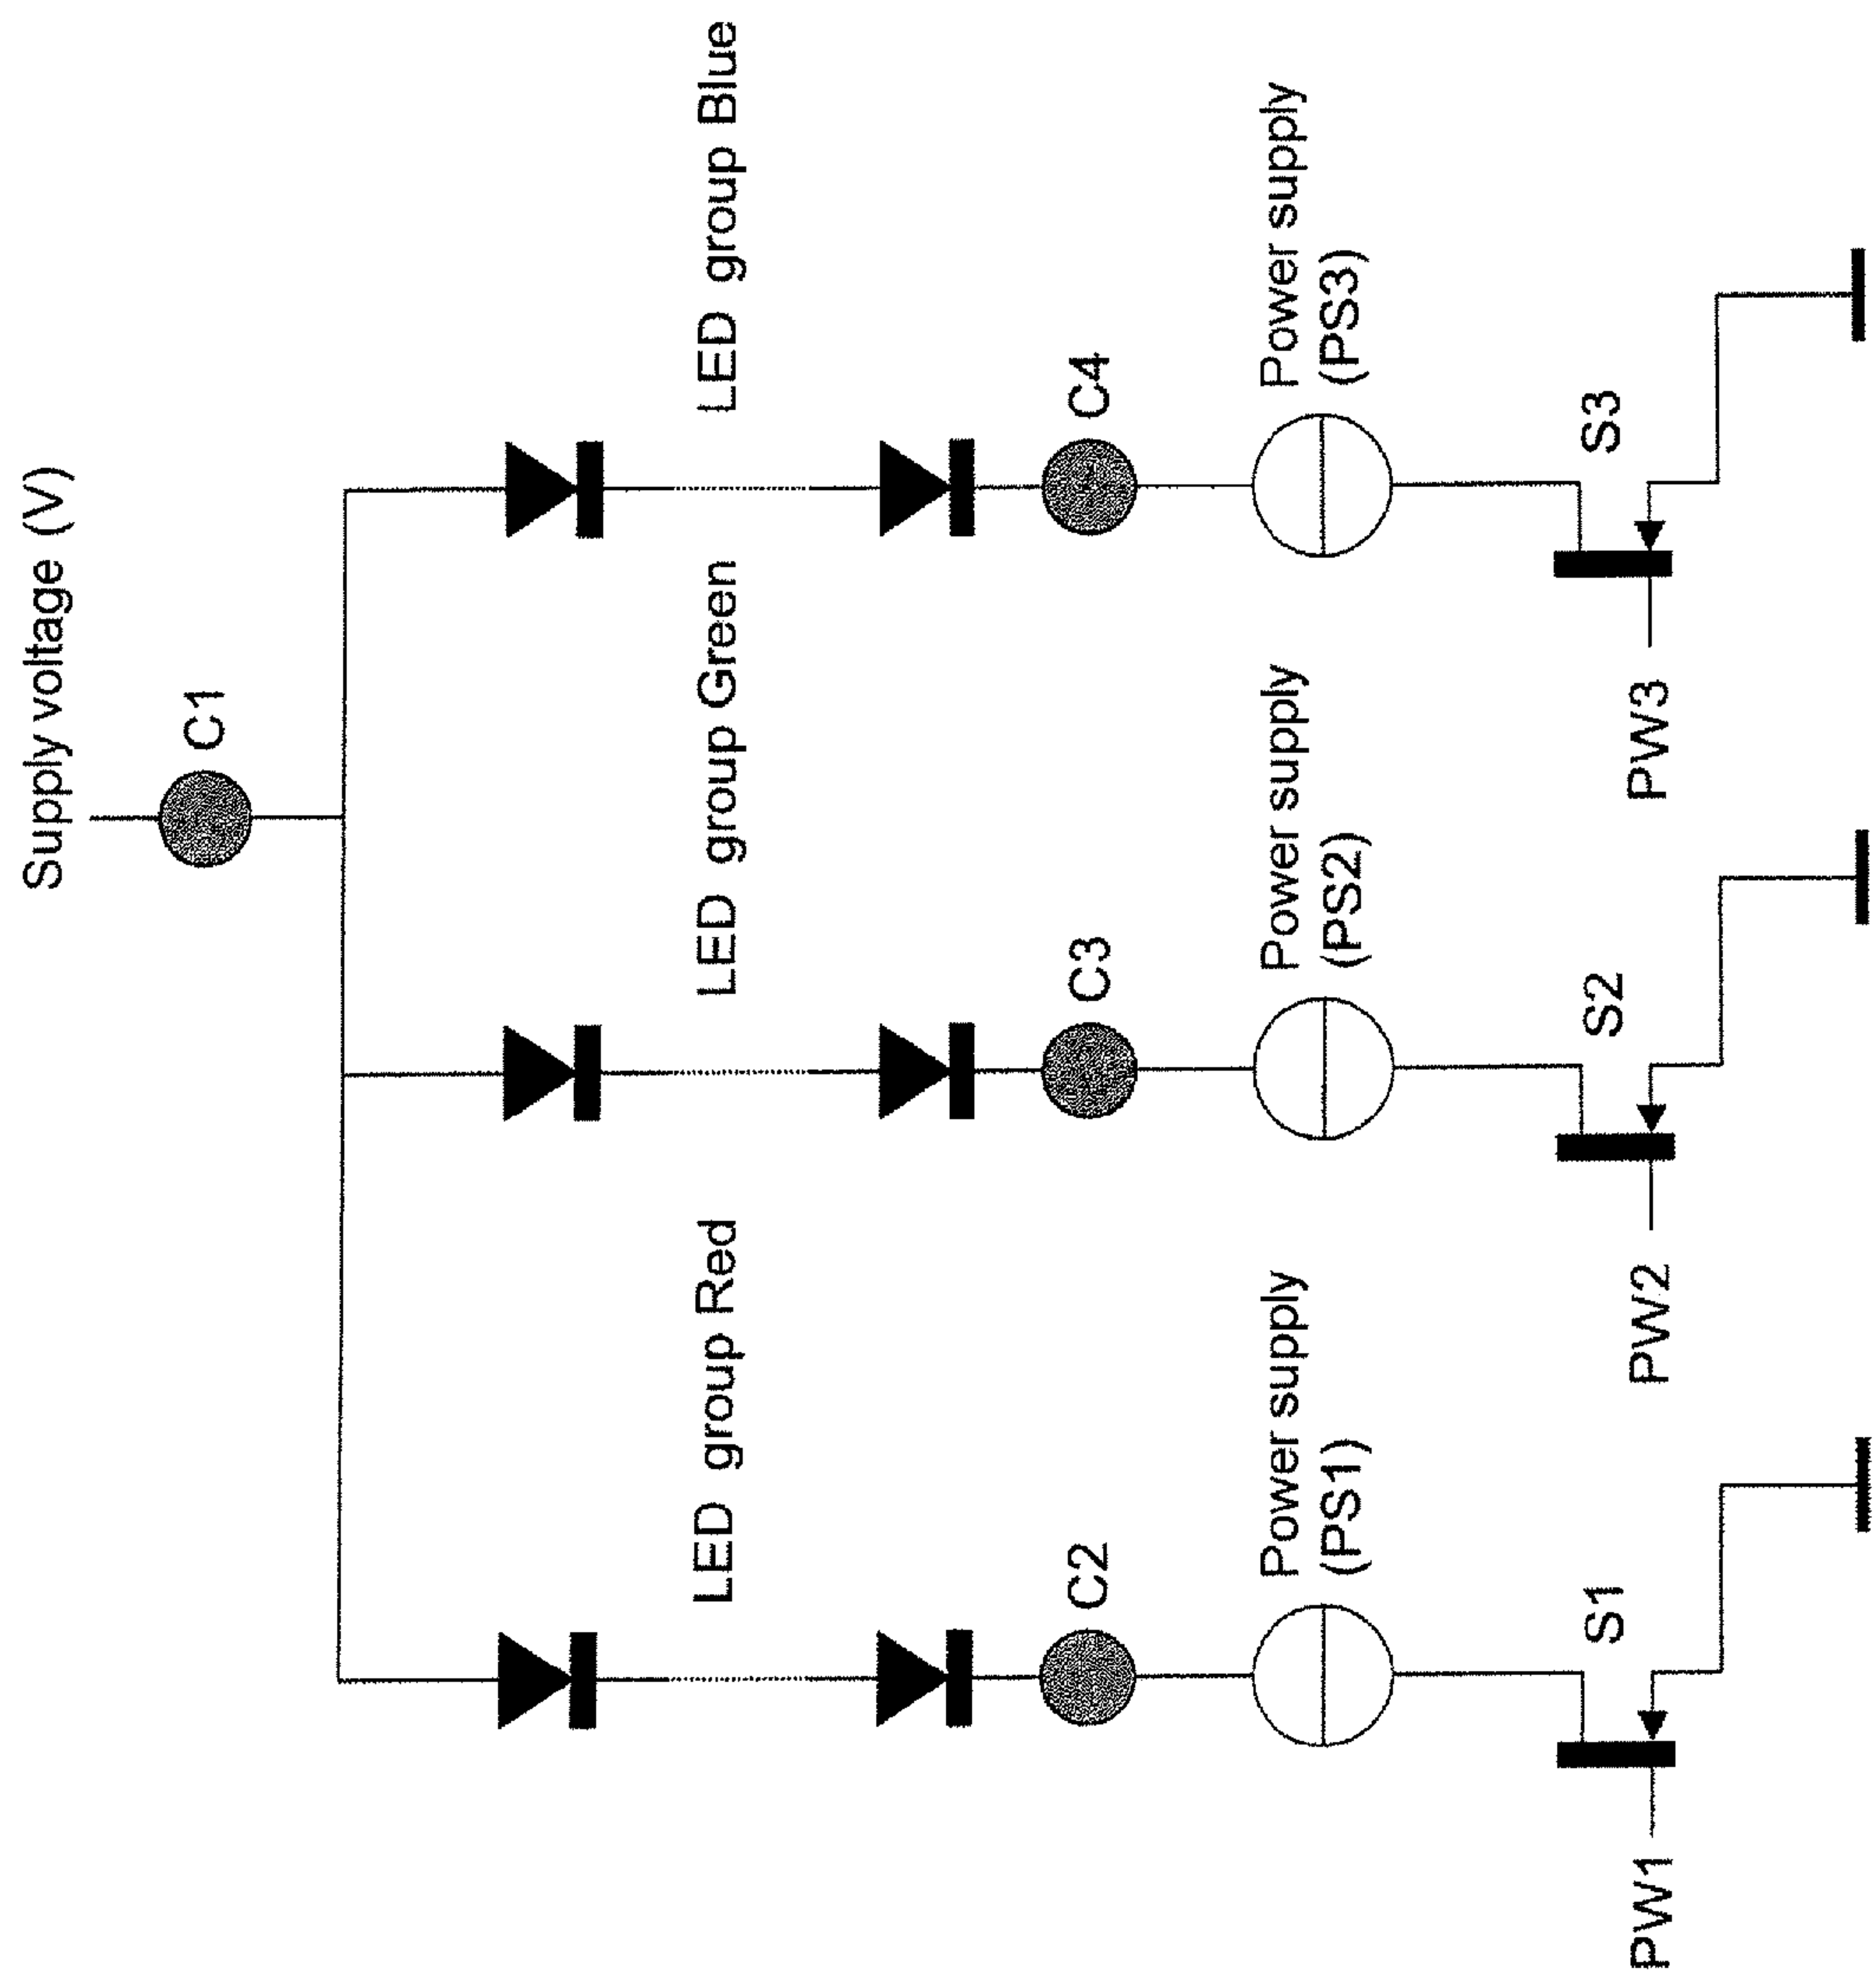 Supply voltage (V)
C1
LED group Red
LED group Green
LED group Blue
C2
C3
C4
Power supply
(PS1)
Power supply
(PS2)
Power supply
(PS3)
S1
S2
S3
PW1
PW2
PW3